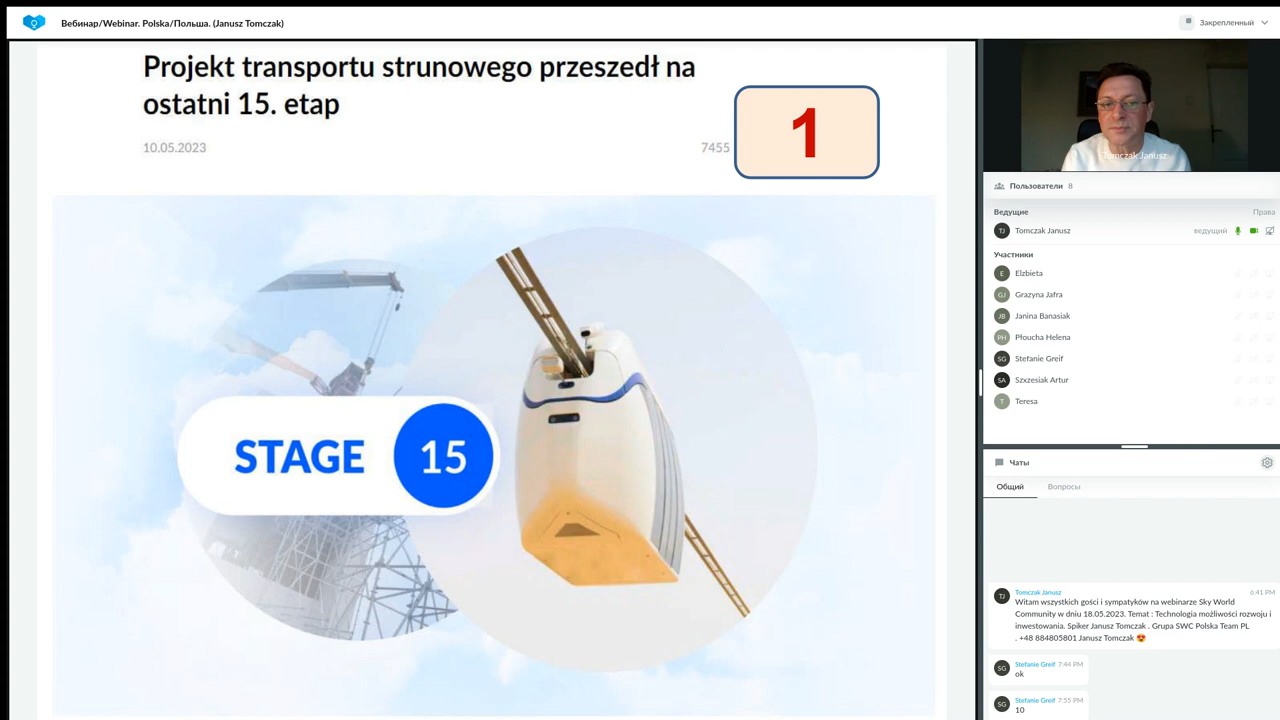 Вебинар/Webinar. Polska/Польша. (Janusz Tomczak)
Закрепленный
Projekt transportu strunowego przeszedł na
ostatni 15. etap
10.05.2023
7455
1
STAGE 15
Tomczak Janusz
Пользователи 8
Ведущие
Права
TJ
Tomczak Janusz
ведущий
Участники
E
Elzbieta
GJ
Grazyna Jafra
JB
Janina Banasiak
PH
Płoucha Helena
SG
Stefanie Greif
SA
Szxzesiak Artur
T
Teresa
Чаты
Общий
Вопросы
TJ
Tomczak Janusz
6:41 PM
Witam wszystkich gości i sympatyków na webinarze Sky World
Community w dniu 18.05.2023. Temat : Technologia możliwości rozwoju i
inwestowania. Spiker Janusz Tomczak . Grupa SWC Polska Team PL
. +48 884805801 Janusz Tomczak 😍
SG
Stefanie Greif 7:44 PM
ok
SG
Stefanie Greif 7:55 PM
10